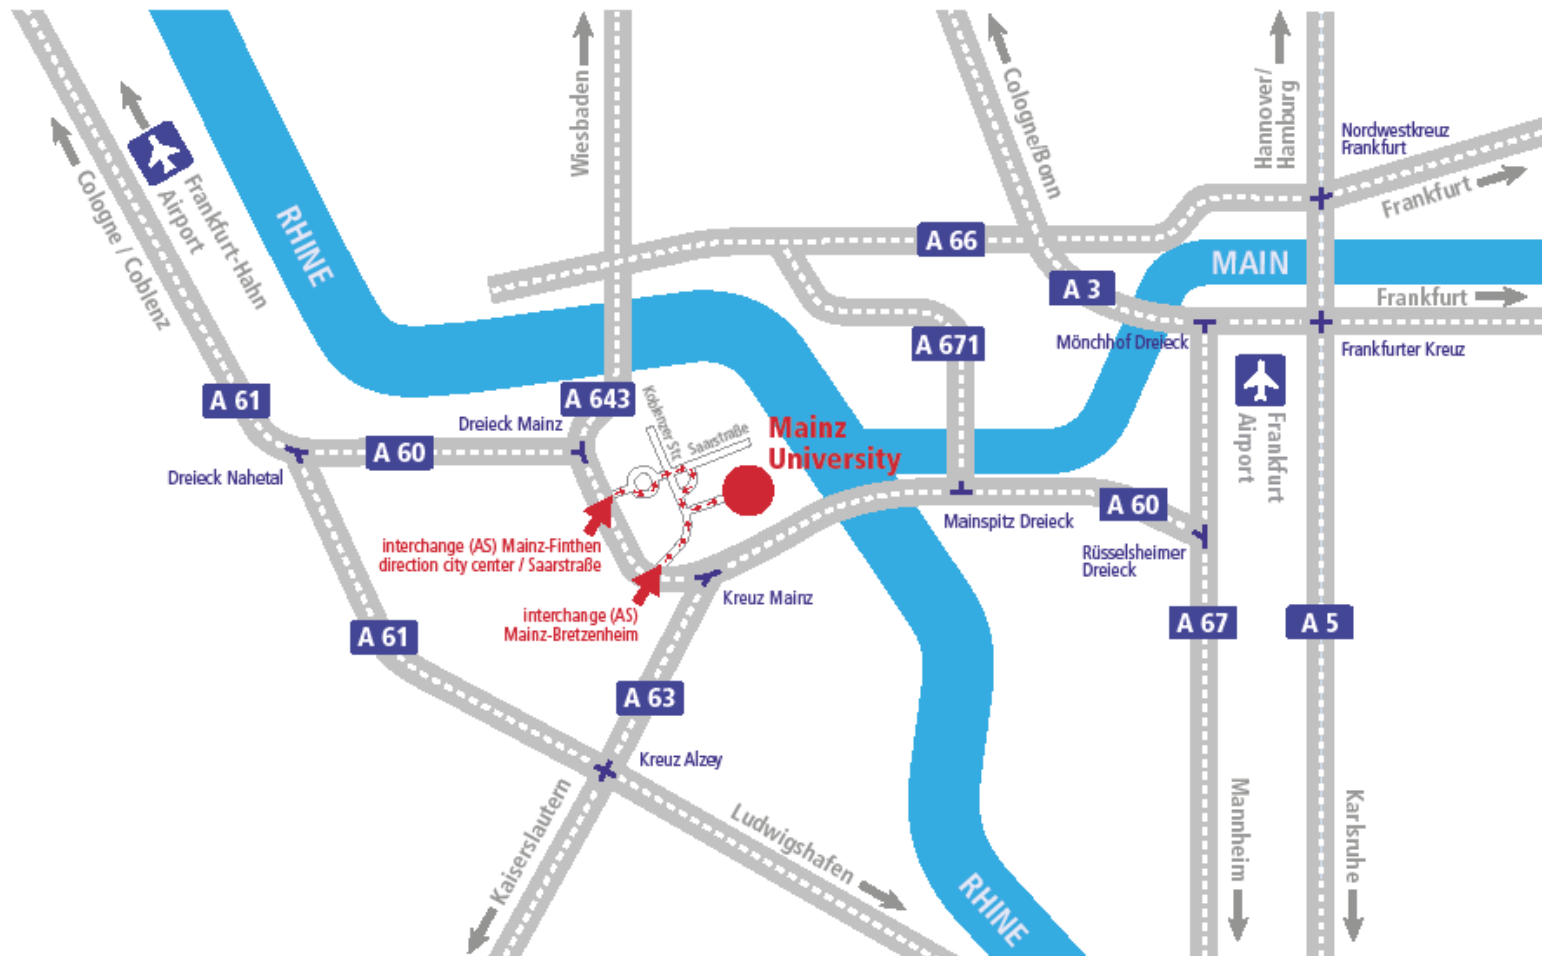 Wiesbaden
Cologne/Bonn
Hannover/
Hamburg
Nordwestkreuz
Frankfurt
Frankfurt
Cologne / Coblenz
Frankfurt-Hahn
Airport
RHINE
A 66
MAIN
A 3
Frankfurt
A 671
Mönchhof Dreieck
Frankfurter Kreuz
A 61
A 643
Koblenzer Str.
Saarstraße
Dreieck Mainz
Mainz
University
Frankfurt
Airport
A 60
Dreieck Nahetal
A 60
Mainspitz Dreieck
interchange (AS) Mainz-Finthen
direction city center / Saarstraße
Rüsselsheimer
Dreieck
Kreuz Mainz
interchange (AS)
Mainz-Bretzenheim
A 61
A 67
A 5
A 63
Kreuz Alzey
Kaiserslautern
Ludwigshafen
Mannheim
Karlsruhe
RHINE